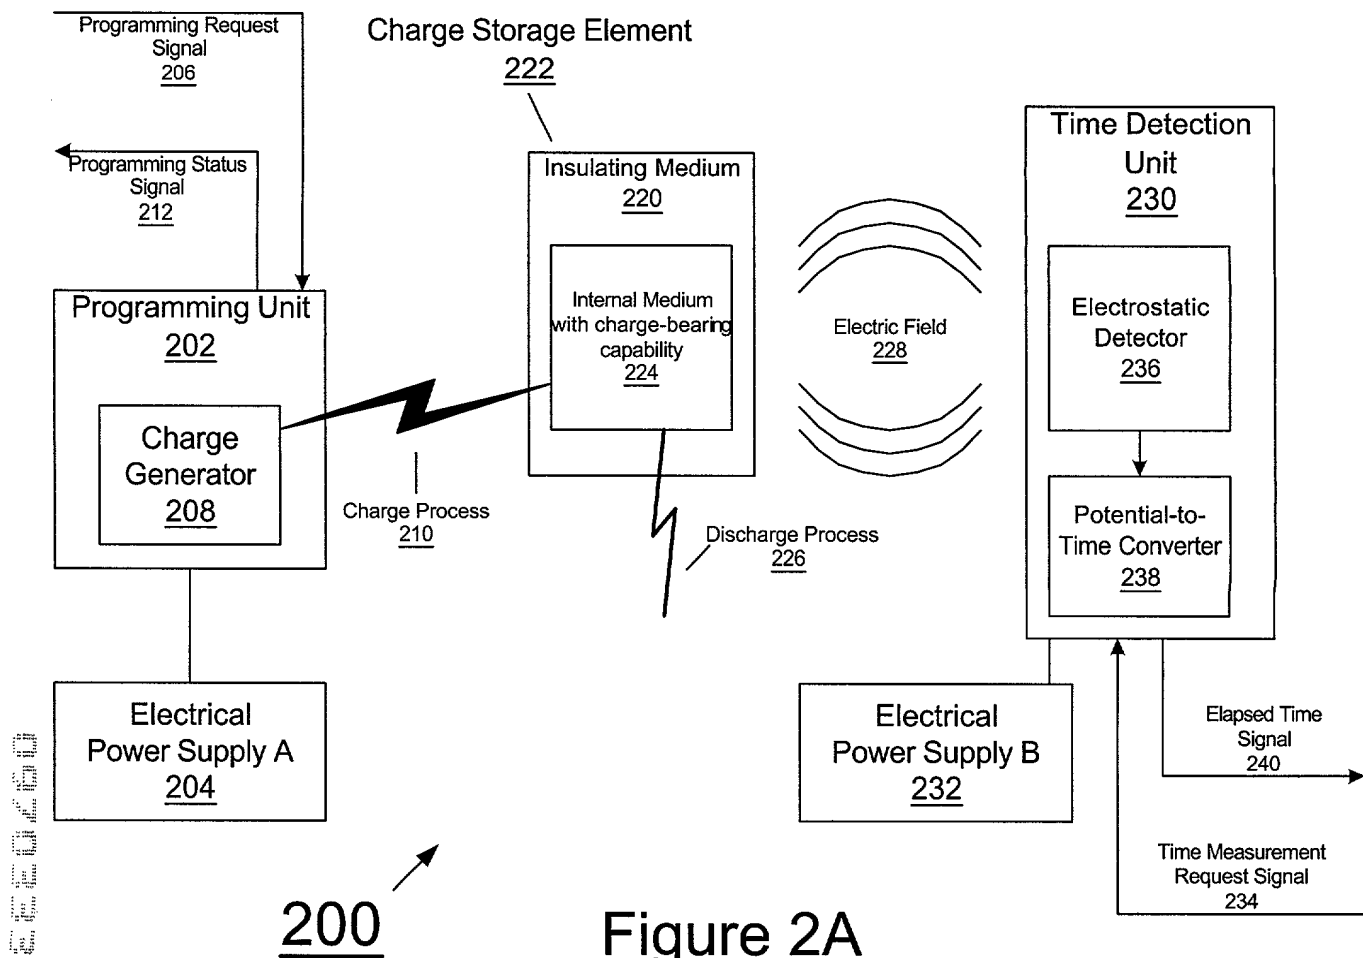 Programming Request
Signal
206
Programming Status
Signal
212
Programming Unit
202
Charge
Generator
208
Electrical
Power Supply A
204
Charge Process
210
Charge Storage Element
222
Insulating Medium
220
Internal Medium
with charge-bearing
capability
224
Discharge Process
226
Electric Field
228
Time Detection
Unit
230
Electrostatic
Detector
236
Potential-to-
Time Converter
238
Electrical
Power Supply B
232
Elapsed Time
Signal
240
Time Measurement
Request Signal
234
200
Figure 2A